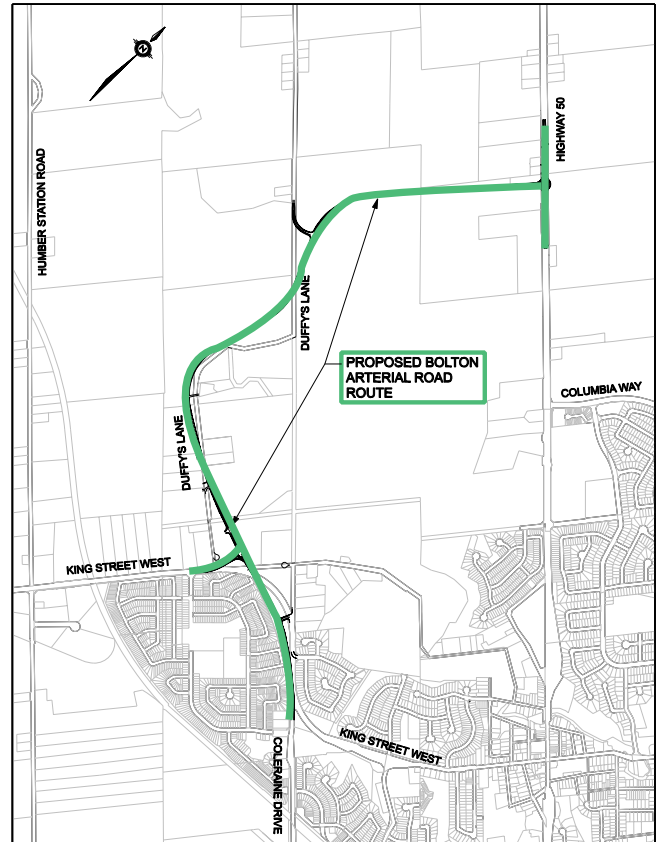 N
HUMBER STATION ROAD
HIGHWAY 50
DUFFY'S LANE
PROPOSED BOLTON
ARTERIAL ROAD
ROUTE
COLUMBIA WAY
DUFFY'S LANE
KING STREET WEST
KING STREET WEST
COLERAINE DRIVE